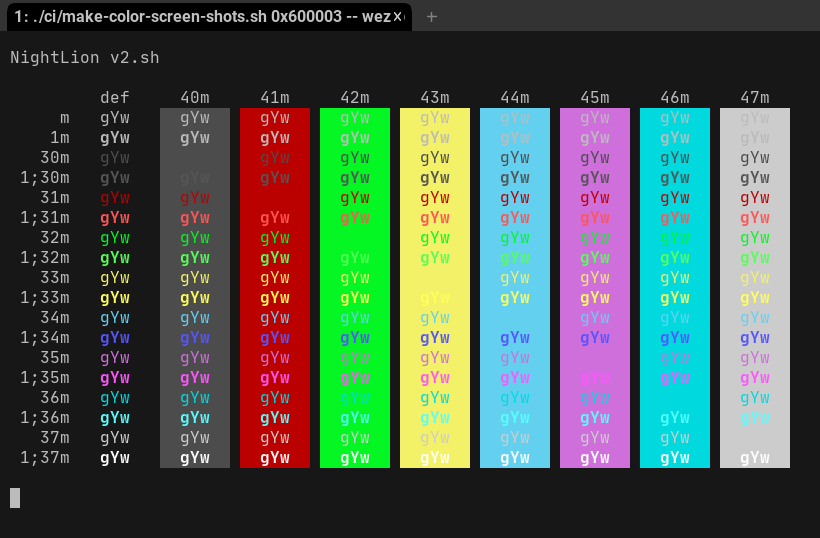 1: ./ci/make-color-screen-shots.sh 0x600003 -- wez
NightLion v2.sh
def 40m 41m 42m 43m 44m 45m 46m 47m
m gYw gYw gYw gYw gYw gYw gYw gYw gYw
1m gYw gYw gYw gYw gYw gYw gYw gYw gYw
30m gYw gYw gYw gYw gYw gYw gYw gYw
1;30m gYw gYw gYw gYw gYw gYw gYw gYw gYw
31m gYw gYw gYw gYw gYw gYw gYw gYw
1;31m gYw gYw gYw gYw gYw gYw gYw gYw gYw
32m gYw gYw gYw gYw gYw gYw gYw gYw
1;32m gYw gYw gYw gYw gYw gYw gYw gYw gYw
33m gYw gYw gYw gYw gYw gYw gYw gYw
1;33m gYw gYw gYw gYw gYw gYw gYw gYw gYw
34m gYw gYw gYw gYw gYw gYw gYw gYw
1;34m gYw gYw gYw gYw gYw gYw gYw gYw gYw
35m gYw gYw gYw gYw gYw gYw gYw gYw
1;35m gYw gYw gYw gYw gYw gYw gYw gYw gYw
36m gYw gYw gYw gYw gYw gYw gYw gYw
1;36m gYw gYw gYw gYw gYw gYw gYw gYw gYw
37m gYw gYw gYw gYw gYw gYw gYw gYw
1;37m gYw gYw gYw gYw gYw gYw gYw gYw gYw